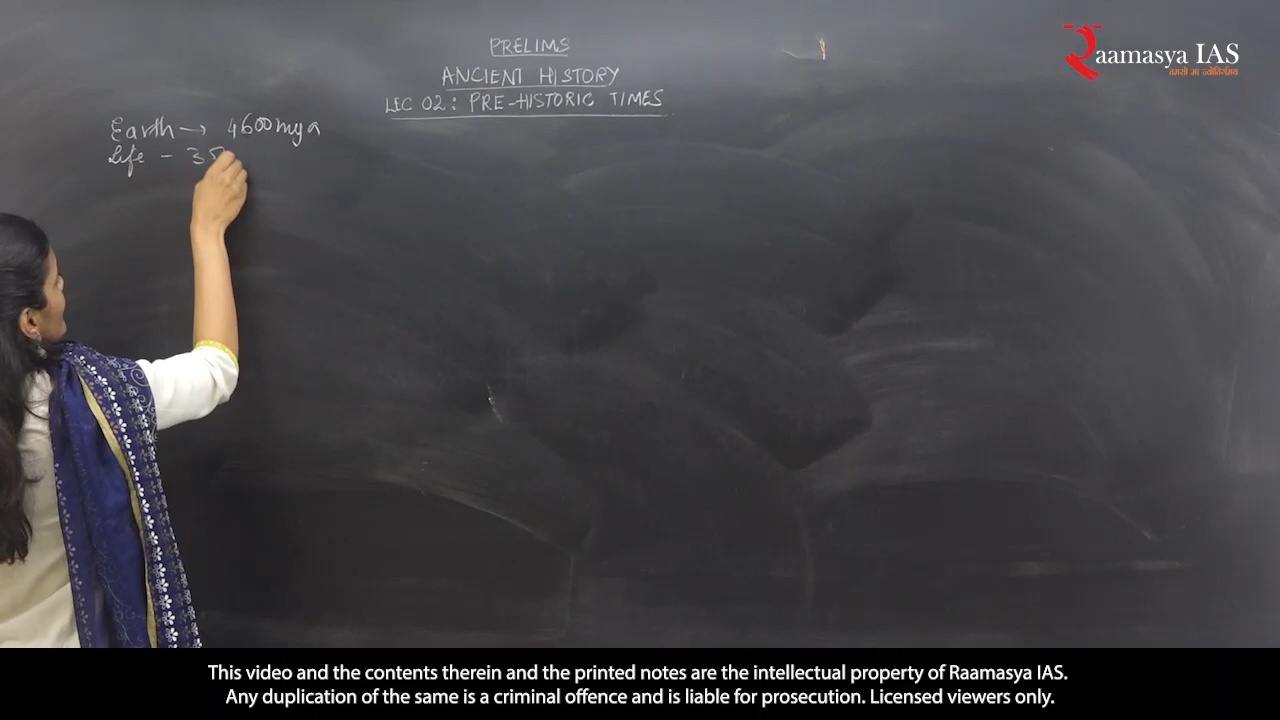 PRELIMS
ANCIENT HISTORY
LEC 02 : PRE-HISTORIC TIMES
Raamasya IAS
तमसो मा ज्योतिर्गमय
Earth → 4600 mya
Life - 35
This video and the contents therein and the printed notes are the intellectual property of Raamasya IAS.
Any duplication of the same is a criminal offence and is liable for prosecution. Licensed viewers only.